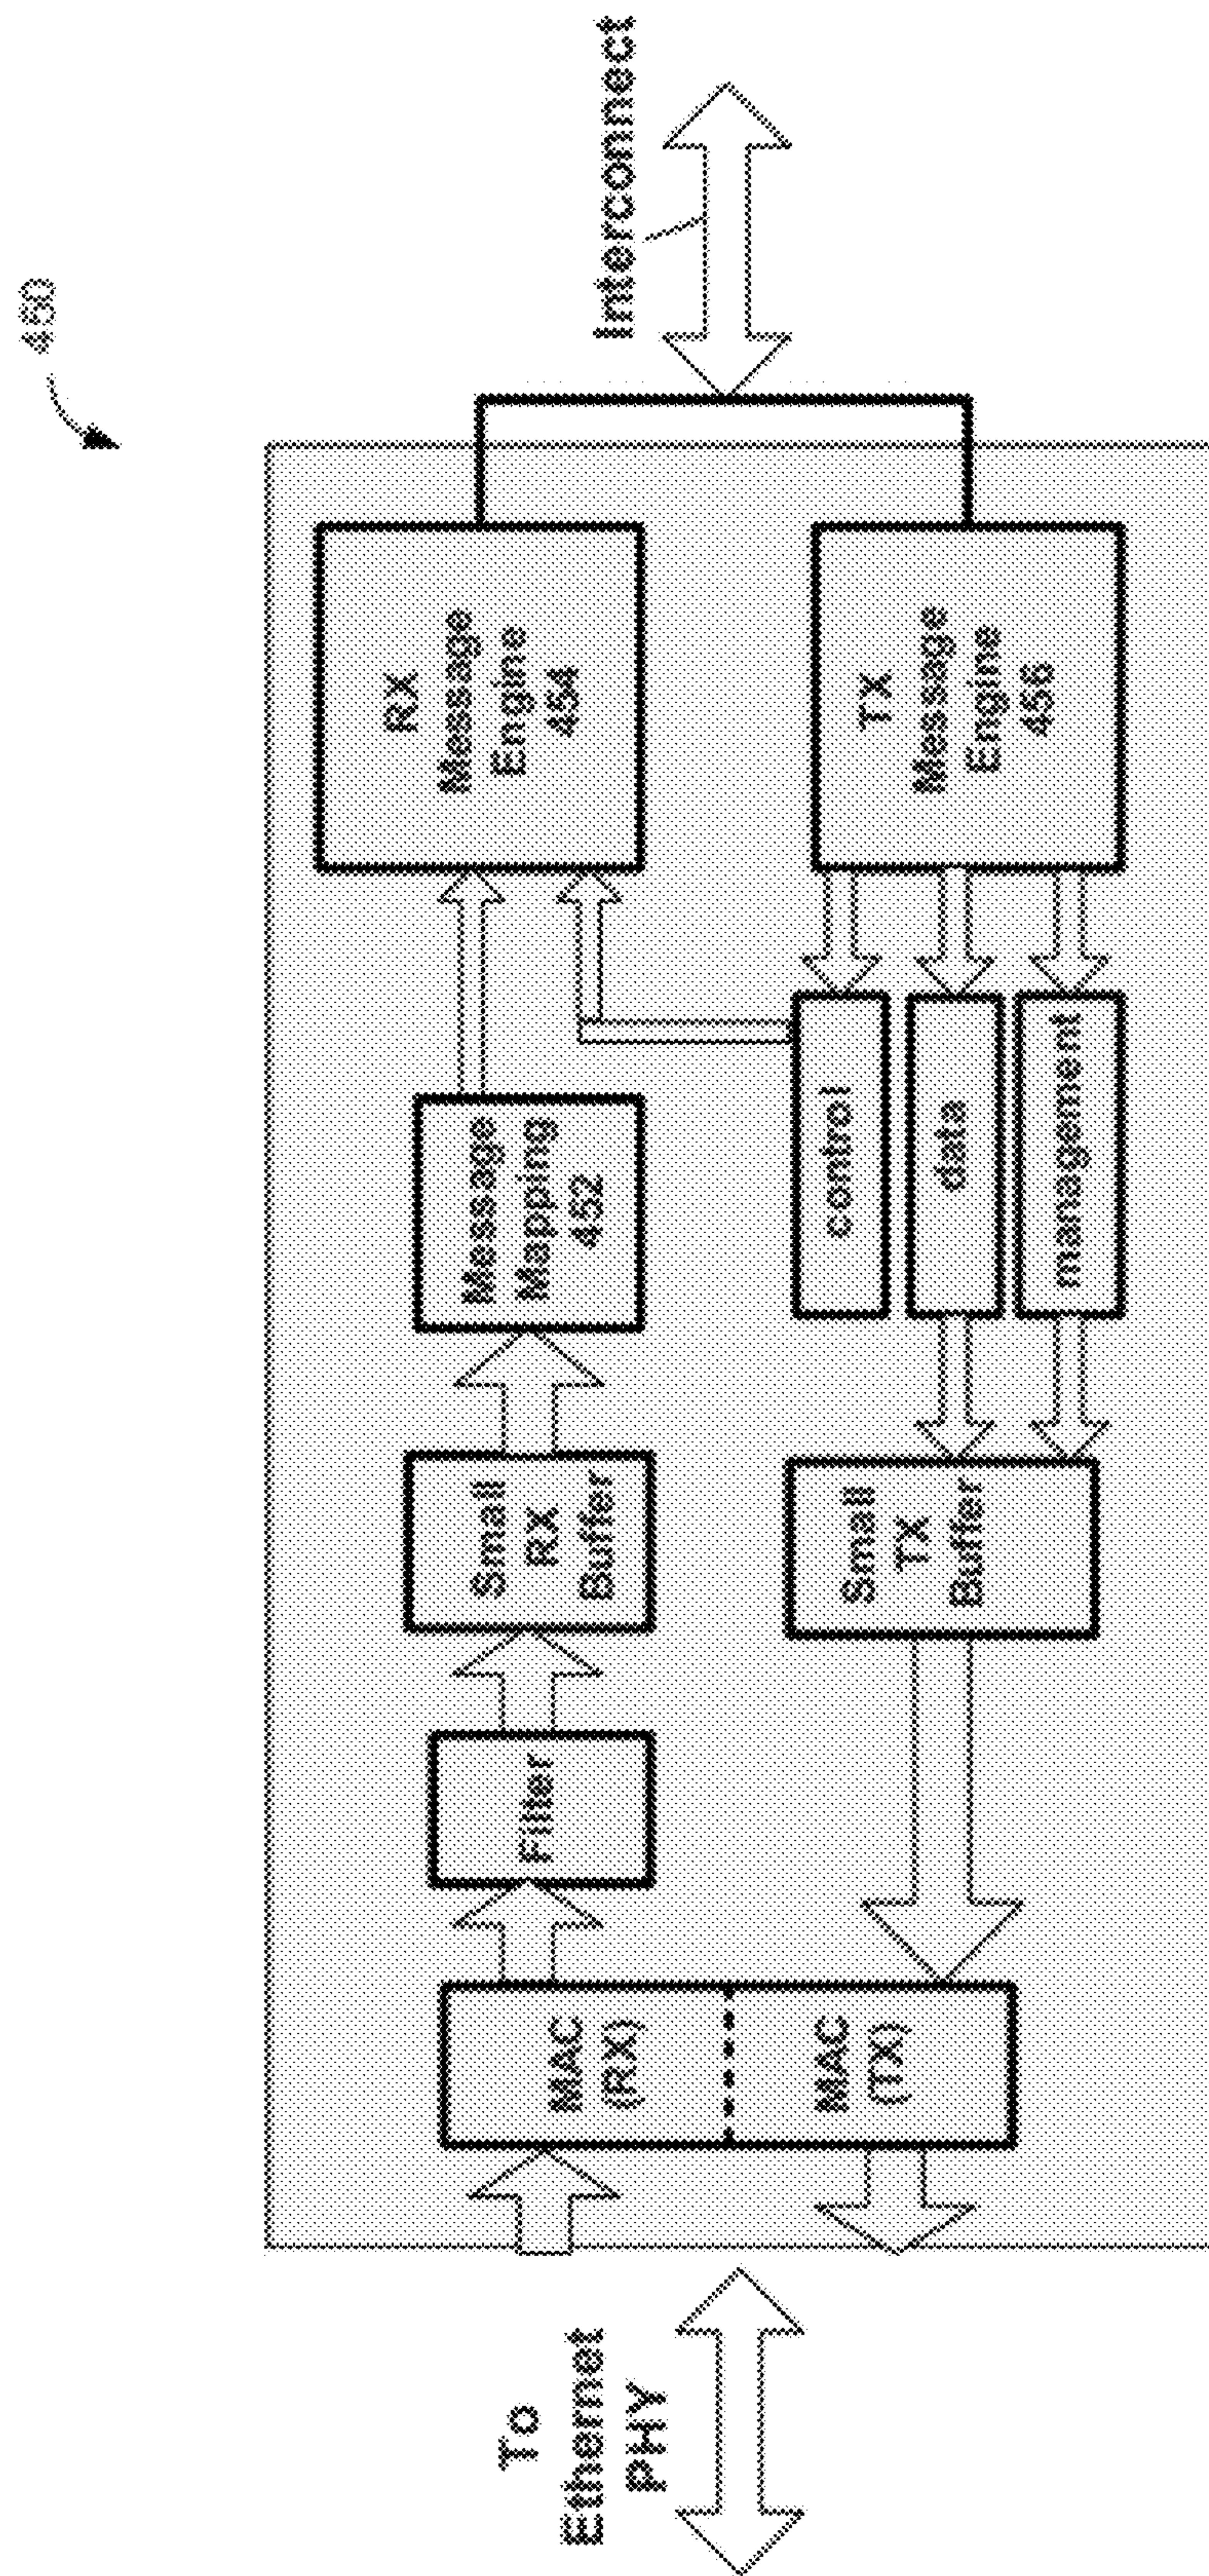 450
To
Ethernet
PHY
Interconnect
MAC
(RX)
Filter
Small
RX
Buffer
Message
Mapping
452
RX
Message
Engine
454
MAC
(TX)
Small
TX
Buffer
control
data
management
TX
Message
Engine
456